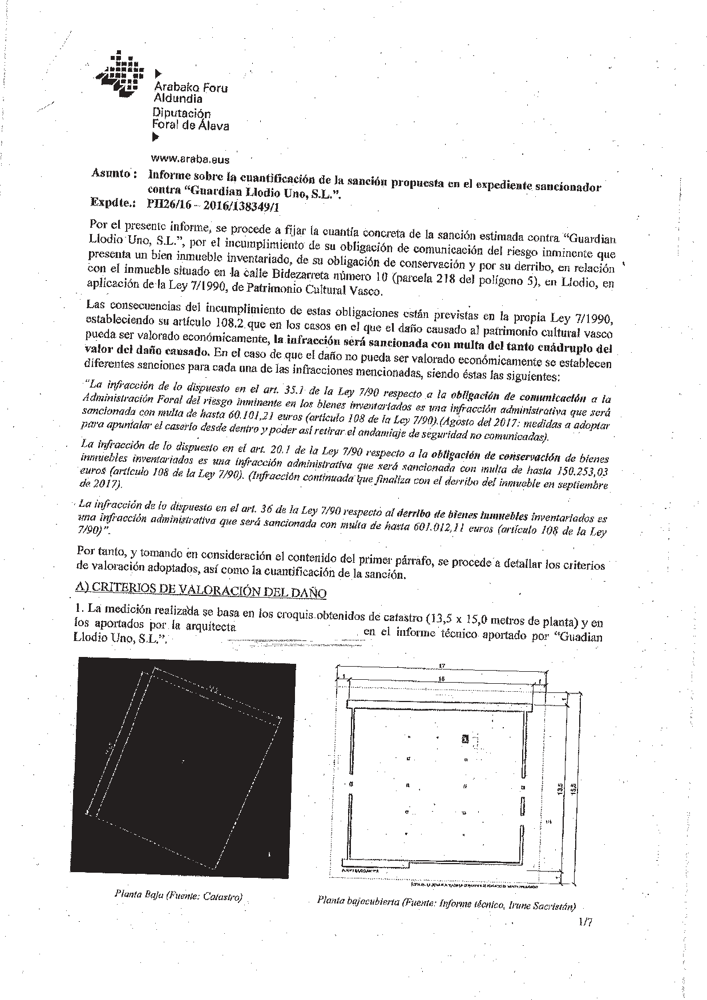 Arabako Foru
Aldundia
Diputación
Foral de Álava
www.araba.eus
Asunto : Informe sobre la cuantificación de la sanción propuesta en el expediente sancionador
contra “Guardian Llodio Uno, S.L.”.
Expdte.: PII26/16 – 2016/138349/1
Por el presente informe, se procede a fijar la cuantía concreta de la sanción estimada contra “Guardian
Llodio Uno, S.L.”, por el incumplimiento de su obligación de comunicación del riesgo inminente que
presenta un bien inmueble inventariado, de su obligación de conservación y por su derribo, en relación
con el inmueble situado en la calle Bidezarreta número 10 (parcela 218 del polígono 5), en Llodio, en
aplicación de la Ley 7/1990, de Patrimonio Cultural Vasco.
Las consecuencias del incumplimiento de estas obligaciones están previstas en la propia Ley 7/1990,
estableciendo su artículo 108.2 que en los casos en el que el daño causado al patrimonio cultural vasco
pueda ser valorado económicamente, la infracción será sancionada con multa del tanto cuádruplo del
valor del daño causado. En el caso de que el daño no pueda ser valorado económicamente se establecen
diferentes sanciones para cada una de las infracciones mencionadas, siendo éstas las siguientes:
“La infracción de lo dispuesto en el art. 35.1 de la Ley 7/90 respecto a la obligación de comunicación a la
Administración Foral del riesgo inminente en los bienes inventariados es una infracción administrativa que será
sancionada con multa de hasta 60.101,21 euros (artículo 108 de la Ley 7/90).(Agosto del 2017: medidas a adoptar
para apuntalar el caserío desde dentro y poder así retirar el andamiaje de seguridad no comunicadas).
La infracción de lo dispuesto en el art. 20.1 de la Ley 7/90 respecto a la obligación de conservación de bienes
inmuebles inventariados es una infracción administrativa que será sancionada con multa de hasta 150.253,03
euros (artículo 108 de la Ley 7/90). (Infracción continuada que finaliza con el derribo del inmueble en septiembre
de 2017).
La infracción de lo dispuesto en el art. 36 de la Ley 7/90 respecto al derribo de bienes inmuebles inventariados es
una infracción administrativa que será sancionada con multa de hasta 601.012,11 euros (artículo 108 de la Ley
7/90)”.
Por tanto, y tomando en consideración el contenido del primer párrafo, se procede a detallar los criterios
de valoración adoptados, así como la cuantificación de la sanción.
A) CRITERIOS DE VALORACIÓN DEL DAÑO
1. La medición realizada se basa en los croquis obtenidos de catastro (13,5 x 15,0 metros de planta) y en
los aportados por la arquitecta en el informe técnico aportado por “Guadian
Llodio Uno, S.L.”.
17
1 15 1
13,5
15,5
Planta Baja (Fuente: Catastro)
Planta bajocubierta (Fuente: Informe técnico, Irune Sacristán)
1/7